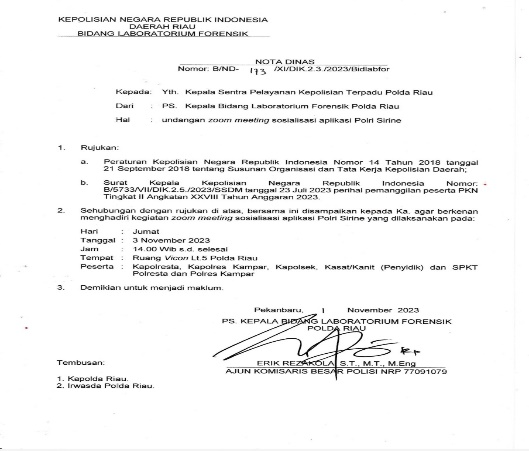 KEPOLISIAN NEGARA REPUBLIK INDONESIA
DAERAH RIAU
BIDANG LABORATORIUM FORENSIK
NOTA DINAS
Nomor: B/ND- 193 /XI/DIK.2.3./2023/Bidlabfor
Kepada: Yth. Kepala Sentra Pelayanan Kepolisian Terpadu Polda Riau
Dari : PS. Kepala Bidang Laboratorium Forensik Polda Riau
Hal : undangan zoom meeting sosialisasi aplikasi Polri Sirine
1. Rujukan:
a. Peraturan Kepolisian Negara Republik Indonesia Nomor 14 Tahun 2018 tanggal
21 September 2018 tentang Susunan Organisasi dan Tata Kerja Kepolisian Daerah;
b. Surat Kepala Kepolisian Negara Republik Indonesia Nomor:
B/5733/VII/DIK.2.5./2023/SSDM tanggal 23 Juli 2023 perihal pemanggilan peserta PKN
Tingkat II Angkatan XXVIII Tahun Anggaran 2023.
2. Sehubungan dengan rujukan di atas, bersama ini disampaikan kepada Ka. agar berkenan
menghadiri kegiatan zoom meeting sosialisasi aplikasi Polri Sirine yang dilaksanakan pada:
Hari : Jumat
Tanggal : 3 November 2023
Jam : 14.00 Wib s.d. selesai
Tempat : Ruang Vicon Lt.5 Polda Riau
Peserta : Kapolresta, Kapolres Kampar, Kapolsek, Kasat/Kanit (Penyidik) dan SPKT
Polresta dan Polres Kampar
3. Demikian untuk menjadi maklum.
Pekanbaru, 1 November 2023
PS. KEPALA BIDANG LABORATORIUM FORENSIK
POLDA RIAU
ERIK REZAKOLA, S.T., M.T., M.Eng
AJUN KOMISARIS BESAR POLISI NRP 77091079
Tembusan:
1. Kapolda Riau.
2. Irwasda Polda Riau.